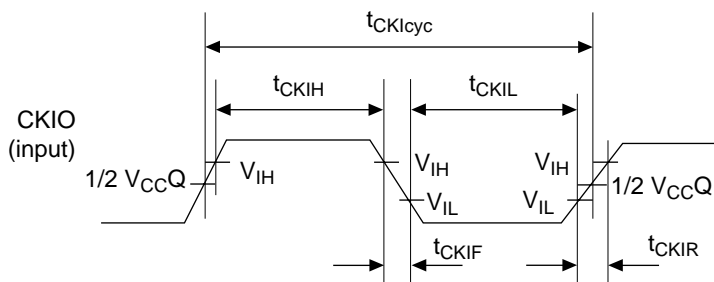 tCKIcyc
tCKIH
tCKIL
CKIO
(input)
VIH
VIH
VIH
1/2 VCCQ
1/2 VCCQ
VIL
VIL
tCKIF
tCKIR